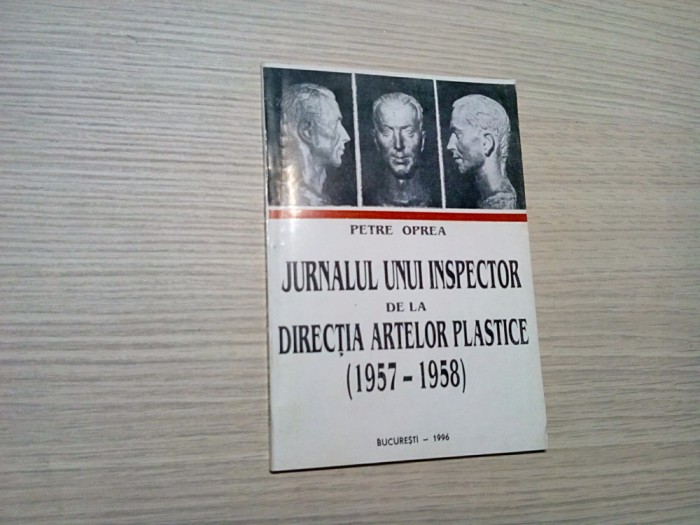 PETRE OPREA
JURNALUL UNUI INSPECTOR
DE LA
DIRECȚIA ARTELOR PLASTICE
(1957 – 1958)
BUCUREȘTI – 1996